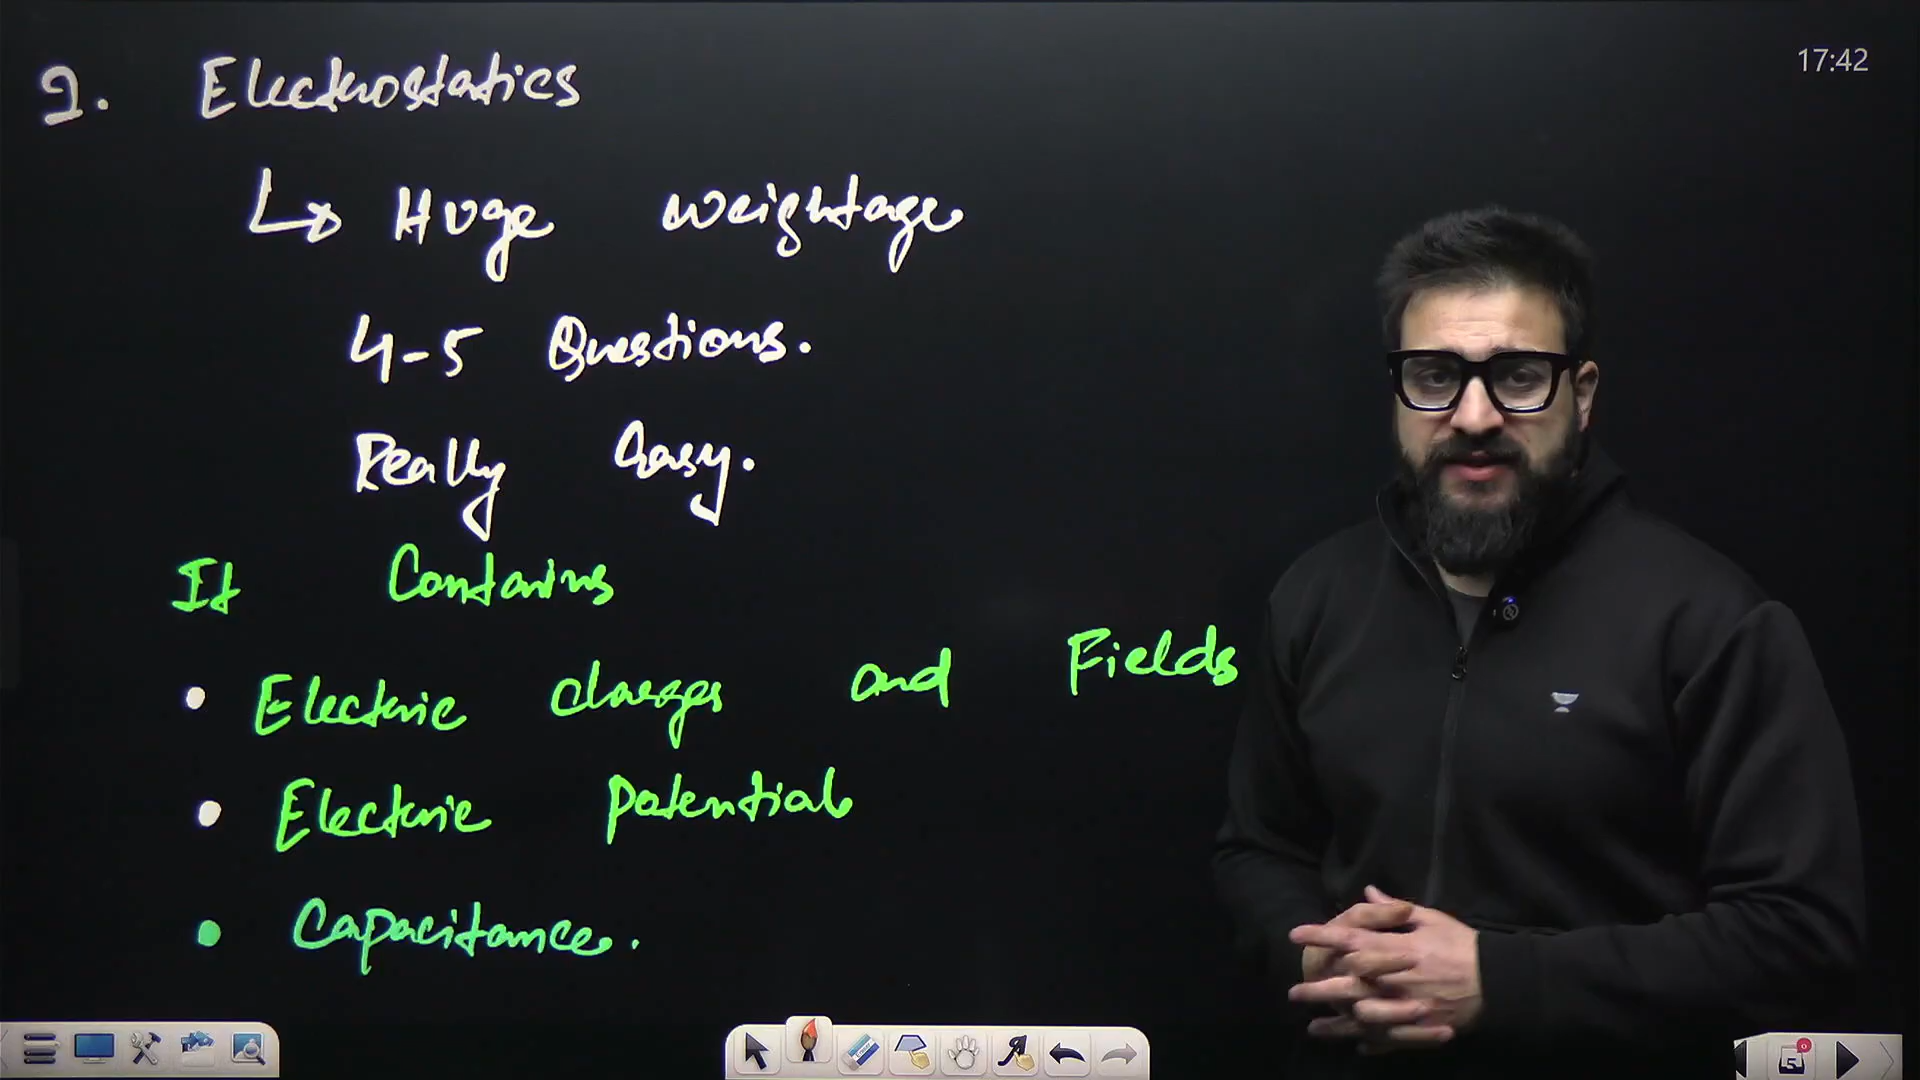 2. Electrostatics
17:42
↳ Huge weightage
4-5 Questions.
Really Easy.
It Contains
• Electric charges and Fields
• Electric Potential
• Capacitance.